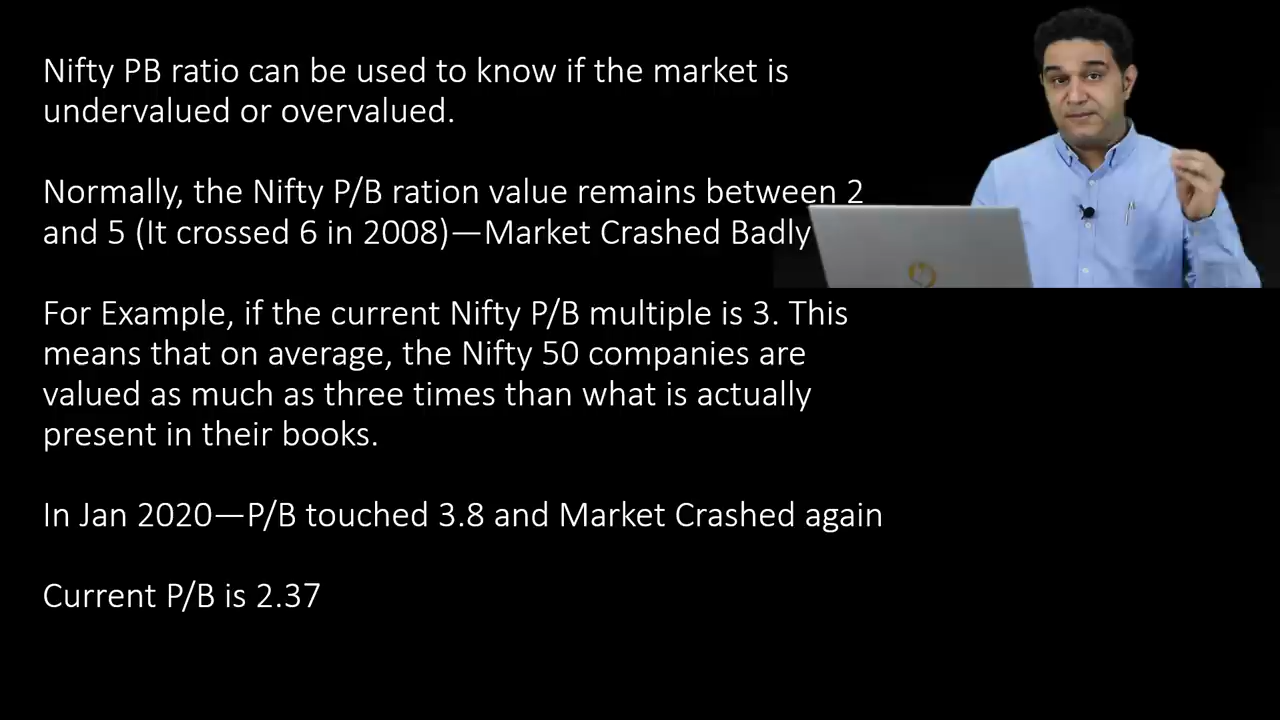 Nifty PB ratio can be used to know if the market is
undervalued or overvalued.
Normally, the Nifty P/B ration value remains between 2
and 5 (It crossed 6 in 2008)—Market Crashed Badly
For Example, if the current Nifty P/B multiple is 3. This
means that on average, the Nifty 50 companies are
valued as much as three times than what is actually
present in their books.
In Jan 2020—P/B touched 3.8 and Market Crashed again
Current P/B is 2.37